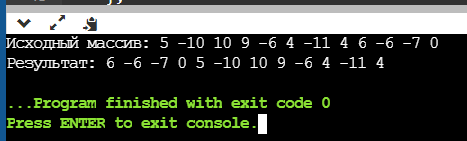 Исходный массив: 5 -10 10 9 -6 4 -11 4 6 -6 -7 0
Результат: 6 -6 -7 0 5 -10 10 9 -6 4 -11 4
...Program finished with exit code 0
Press ENTER to exit console.